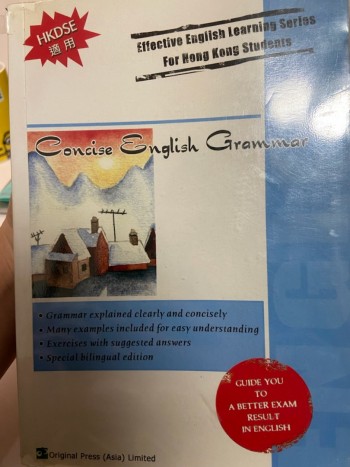 HKDSE
適用
Effective English Learning Series
For Hong Kong Students
Concise English Grammar
• Grammar explained clearly and concisely
• Many examples included for easy understanding
• Exercises with suggested answers
• Special bilingual edition
GUIDE YOU
TO
A BETTER EXAM
RESULT
IN ENGLISH
Original Press (Asia) Limited